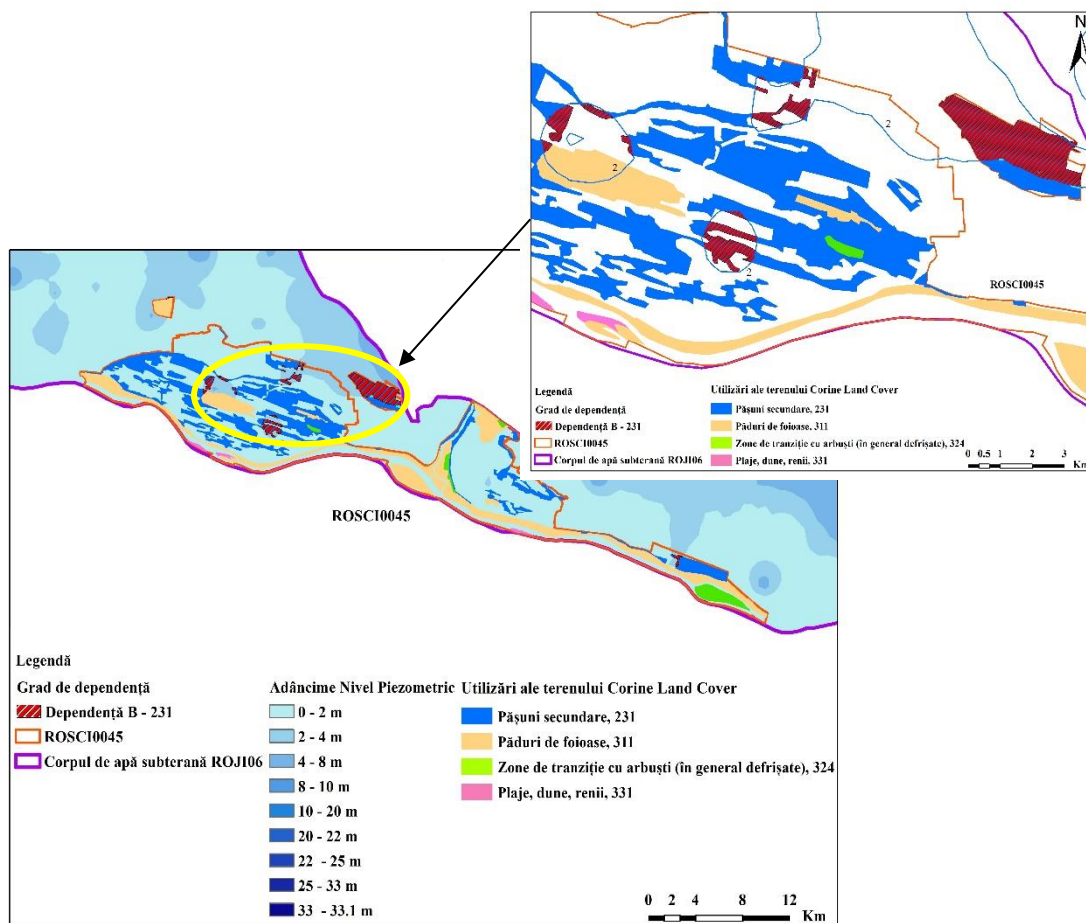 N
2
2
2
ROSCI0045
Legendă
Grad de dependență
Dependență B - 231
ROSCI0045
Corpul de apă subterană ROJI06
Utilizări ale terenului Corine Land Cover
Pășuni secundare, 231
Păduri de foioase, 311
Zone de tranziție cu arbuști (în general defrișate), 324
Plaje, dune, renii, 331
0 0.5 1 2 3
Km
ROSCI0045
Legendă
Grad de dependență
Dependență B - 231
ROSCI0045
Corpul de apă subterană ROJI06
Adâncime Nivel Piezometric
0 - 2 m
2 - 4 m
4 - 8 m
8 - 10 m
10 - 20 m
20 - 22 m
22 - 25 m
25 - 33 m
33 - 33.1 m
Utilizări ale terenului Corine Land Cover
Pășuni secundare, 231
Păduri de foioase, 311
Zone de tranziție cu arbuști (în general defrișate), 324
Plaje, dune, renii, 331
0 2 4 8 12
Km